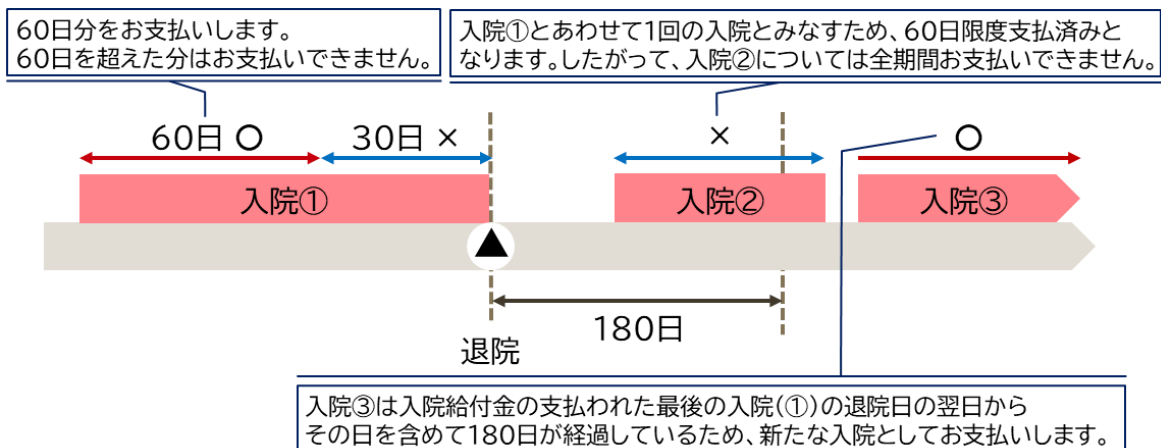 60日分をお支払いします。
60日を超えた分はお支払いできません。
入院①とあわせて1回の入院とみなすため、60日限度支払済みと
なります。したがって、入院②については全期間お支払いできません。
60日 〇
30日 ×
×
〇
入院①
入院②
入院③
180日
退院
入院③は入院給付金の支払われた最後の入院(①)の退院日の翌日から
その日を含めて180日が経過しているため、新たな入院としてお支払いします。